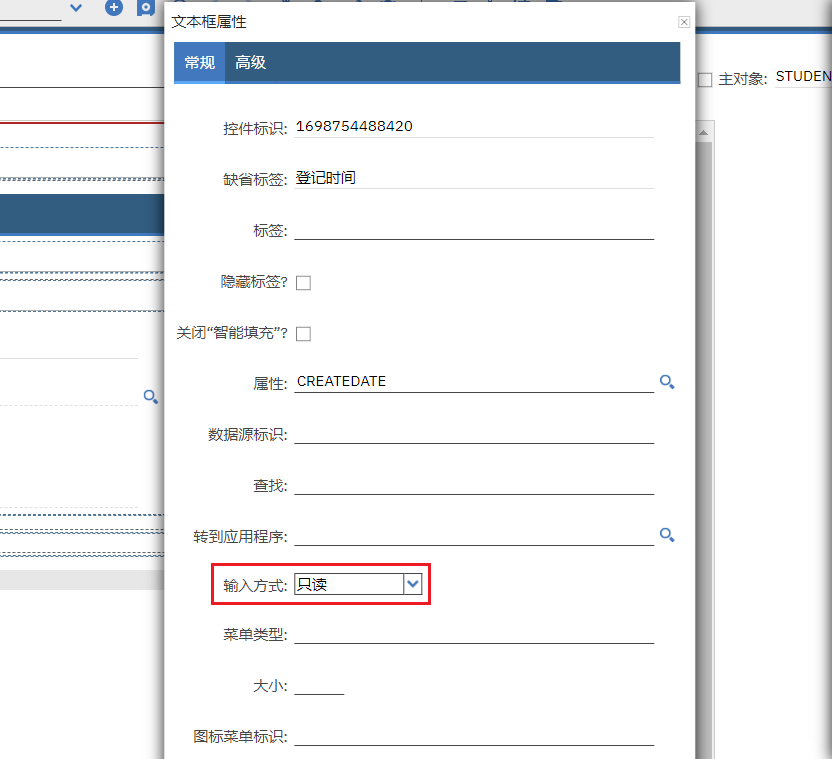 文本框属性
常规 高级
主对象: STUDEN
控件标识: 1698754488420
缺省标签: 登记时间
标签:
隐藏标签?
关闭“智能填充”?
属性: CREATEDATE
数据源标识:
查找:
转到应用程序:
输入方式: 只读
菜单类型:
大小:
图标菜单标识: